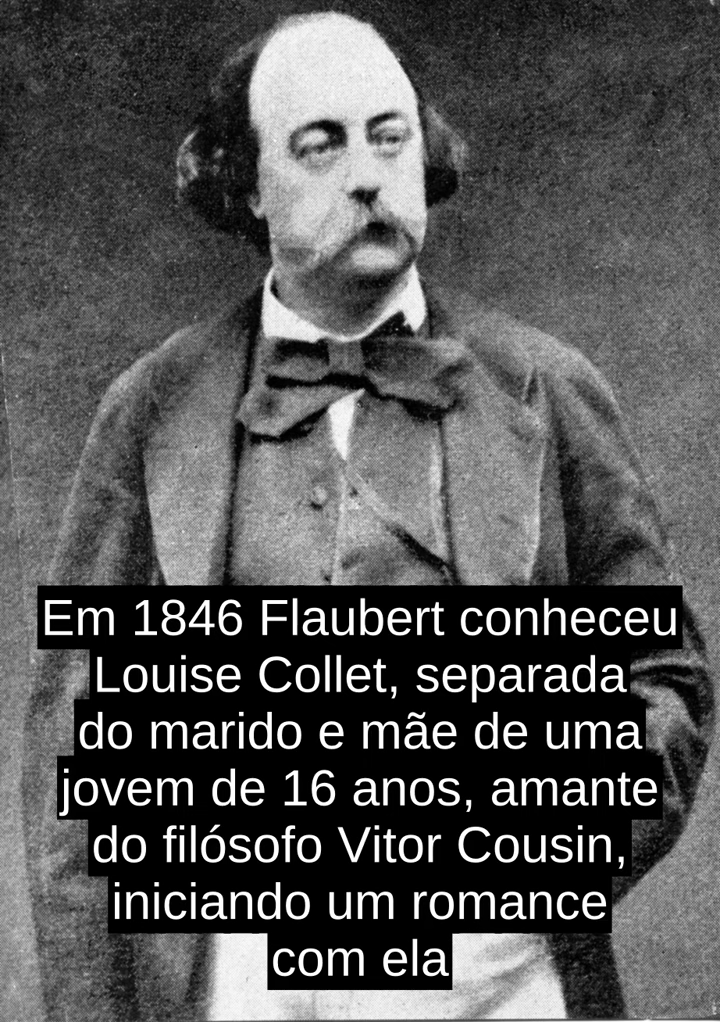 Em 1846 Flaubert conheceu
Louise Collet, separada
do marido e mãe de uma
jovem de 16 anos, amante
do filósofo Vitor Cousin,
iniciando um romance
com ela